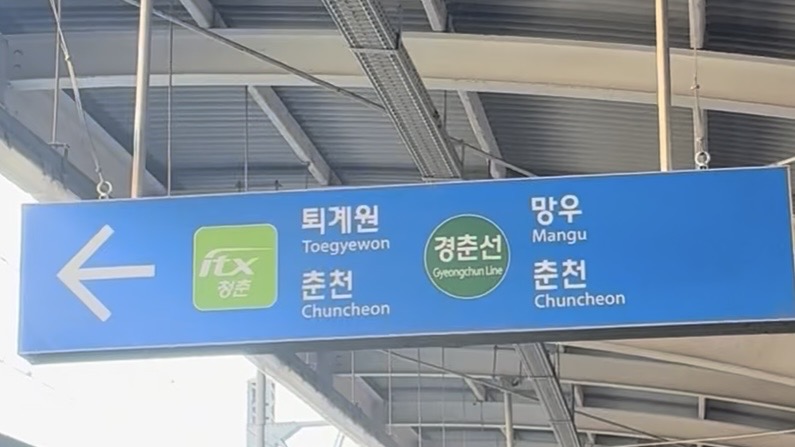 itx
청춘
퇴계원
Toegyewon
춘천
Chuncheon
경춘선
Gyeongchun Line
망우
Mangu
춘천
Chuncheon